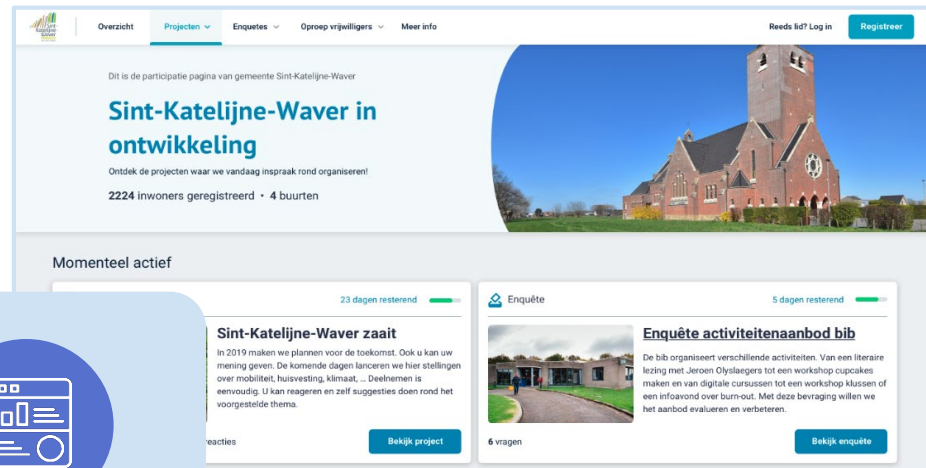 Sint-
Katelijne-
Waver
Overzicht
Projecten
Enquetes
Oproep vrijwilligers
Meer info
Reeds lid? Log in
Registreer
Dit is de participatie pagina van gemeente Sint-Katelijne-Waver
Sint-Katelijne-Waver in
ontwikkeling
Ontdek de projecten waar we vandaag inspraak rond organiseren!
2224 inwoners geregistreerd • 4 buurten
Momenteel actief
23 dagen resterend
Sint-Katelijne-Waver zaait
In 2019 maken we plannen voor de toekomst. Ook u kan uw
mening geven. De komende dagen lanceren we hier stellingen
over mobiliteit, huisvesting, klimaat, ... Deelnemen is
eenvoudig. U kan reageren en zelf suggesties doen rond het
voorgestelde thema.
reacties
Bekijk project
Enquête
5 dagen resterend
Enquête activiteitenaanbod bib
De bib organiseert verschillende activiteiten. Van een literaire
lezing met Jeroen Olyslaegers tot een workshop cupcakes
maken en van digitale cursussen tot een workshop klussen of
een infoavond over burn-out. Met deze bevraging willen we
het aanbod evalueren en verbeteren.
6 vragen
Bekijk enquête